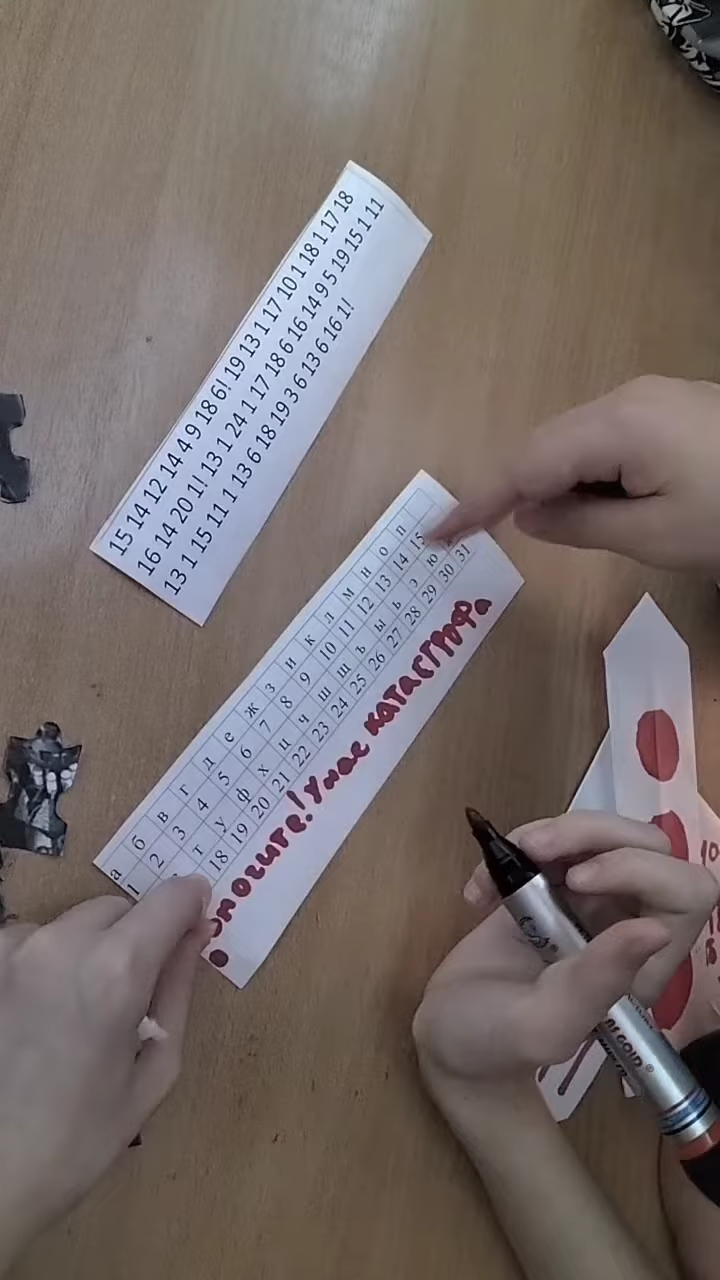 15 14 12 14 4 9 18 6! 19 13 1 17 10 1 18 1 17 18
16 14 20 1! 13 1 24 1 17 18 6 16 14 9 5 19 15 1 11
13 1 15 11 1 13 6 18 19 3 6 13 6 16 1!
а б в г д е ж з и к л м н о п
1 2 3 4 5 6 7 8 9 10 11 12 13 14 15
т у ф х ц ч ш щ ъ ы ь э ю
18 19 20 21 22 23 24 25 26 27 28 29 30 31
омогите! У нас катастрофа